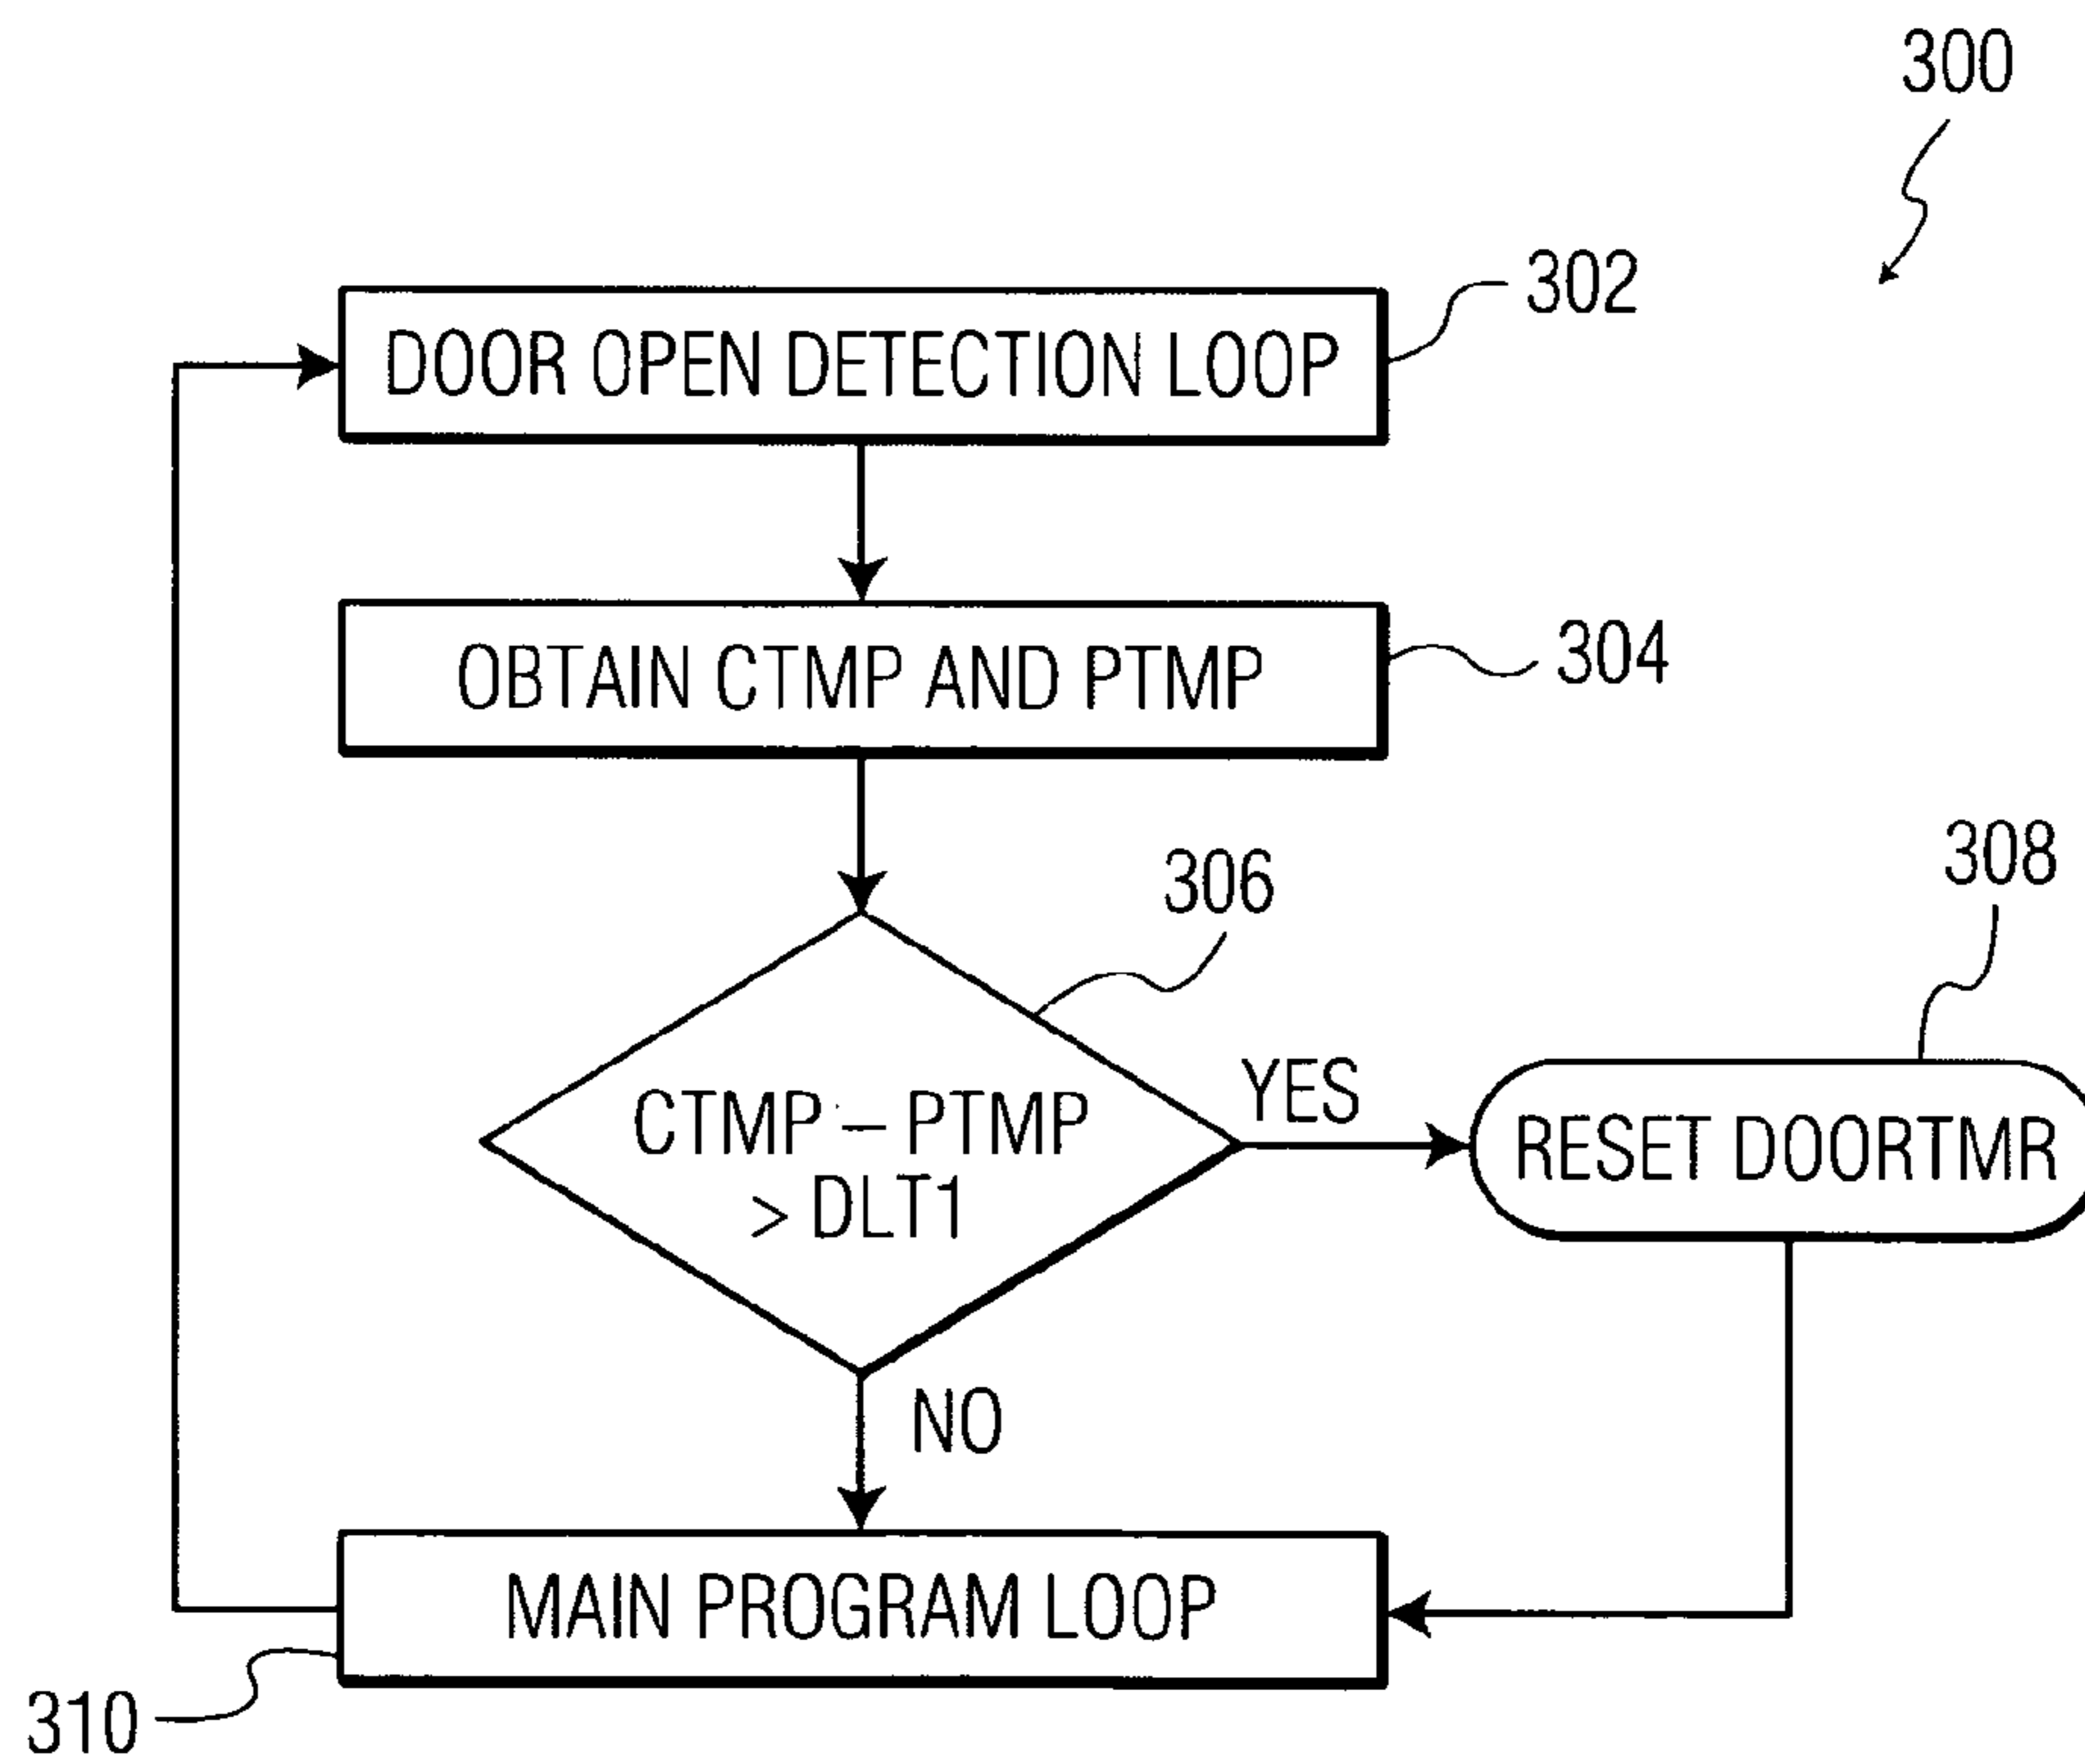 300
302
DOOR OPEN DETECTION LOOP
OBTAIN CTMP AND PTMP
304
306
308
CTMP – PTMP
> DLT1
YES
RESET DOORTMR
NO
MAIN PROGRAM LOOP
310